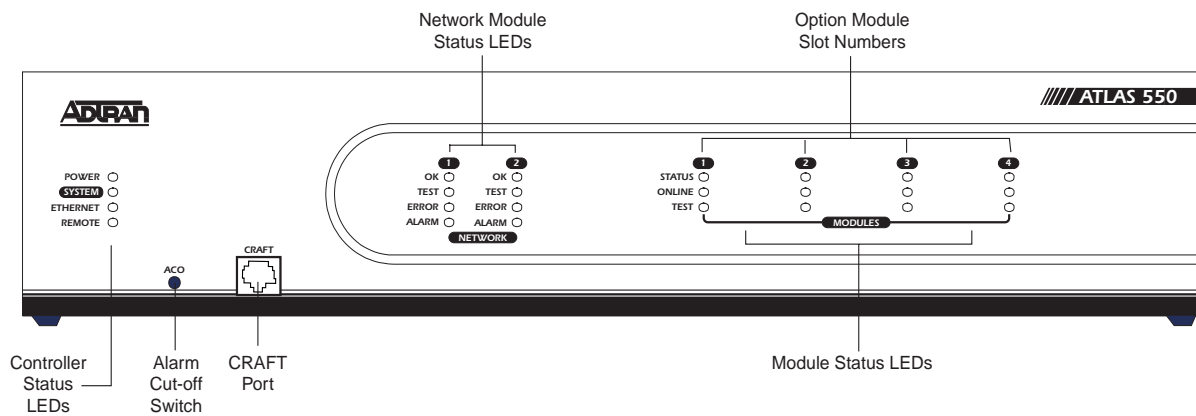 Network Module
Status LEDs
Option Module
Slot Numbers
ADTRAN
ATLAS 550
1 2 1 2 3 4
OK OK STATUS
POWER TEST TEST ONLINE
SYSTEM ERROR ERROR TEST
ETHERNET ALARM ALARM MODULES
REMOTE NETWORK
CRAFT
ACO
Controller
Status
LEDs
Alarm
Cut-off
Switch
CRAFT
Port
Module Status LEDs